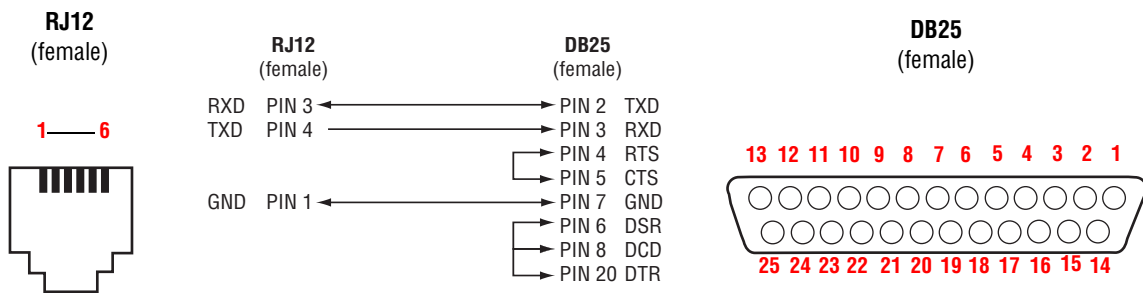 RJ12
(female)
1 6
RJ12
(female)
DB25
(female)
RXD PIN 3 PIN 2 TXD
TXD PIN 4 PIN 3 RXD
PIN 4 RTS
PIN 5 CTS
GND PIN 1 PIN 7 GND
PIN 6 DSR
PIN 8 DCD
PIN 20 DTR
DB25
(female)
13 12 11 10 9 8 7 6 5 4 3 2 1
25 24 23 22 21 20 19 18 17 16 15 14